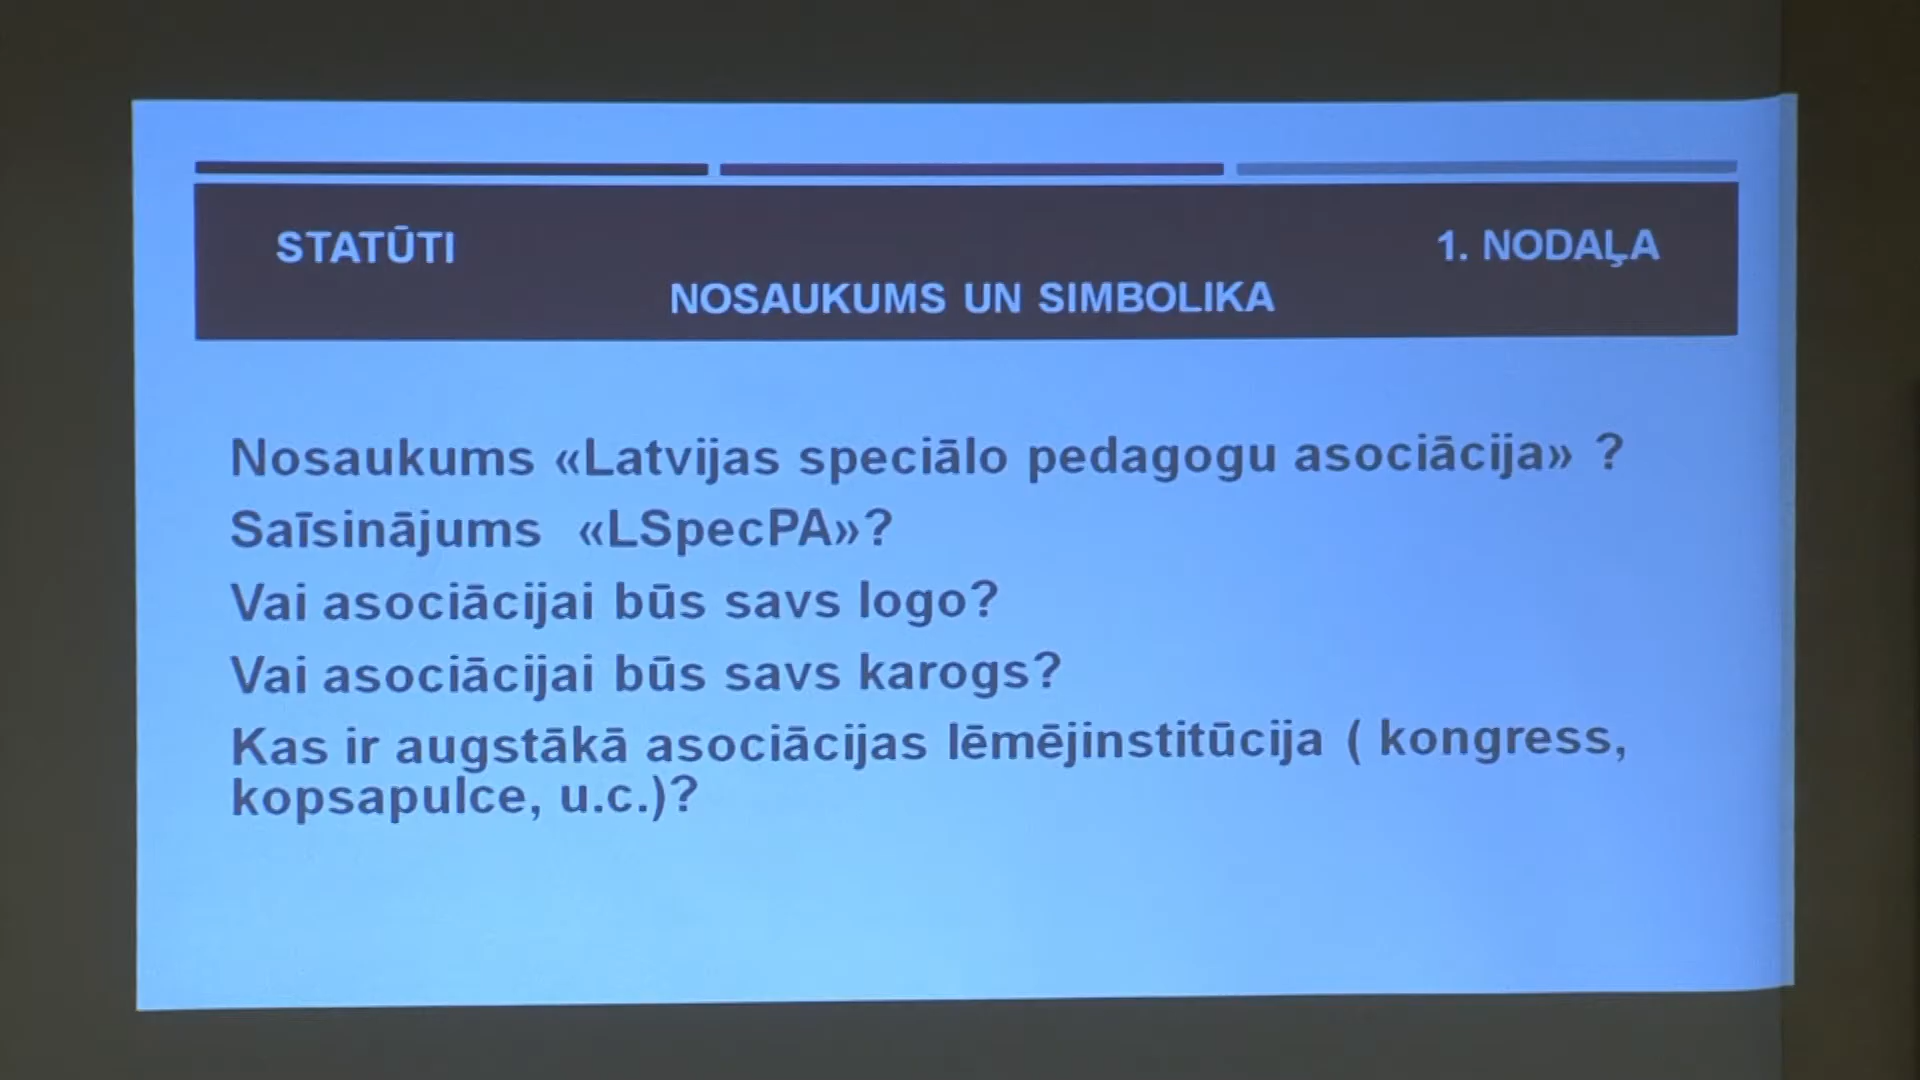 STATŪTI 1. NODAĻA
NOSAUKUMS UN SIMBOLIKA
Nosaukums «Latvijas speciālo pedagogu asociācija» ?
Saīsinājums «LSpecPA»?
Vai asociācijai būs savs logo?
Vai asociācijai būs savs karogs?
Kas ir augstākā asociācijas lēmējinstitūcija ( kongress,
kopsapulce, u.c.)?